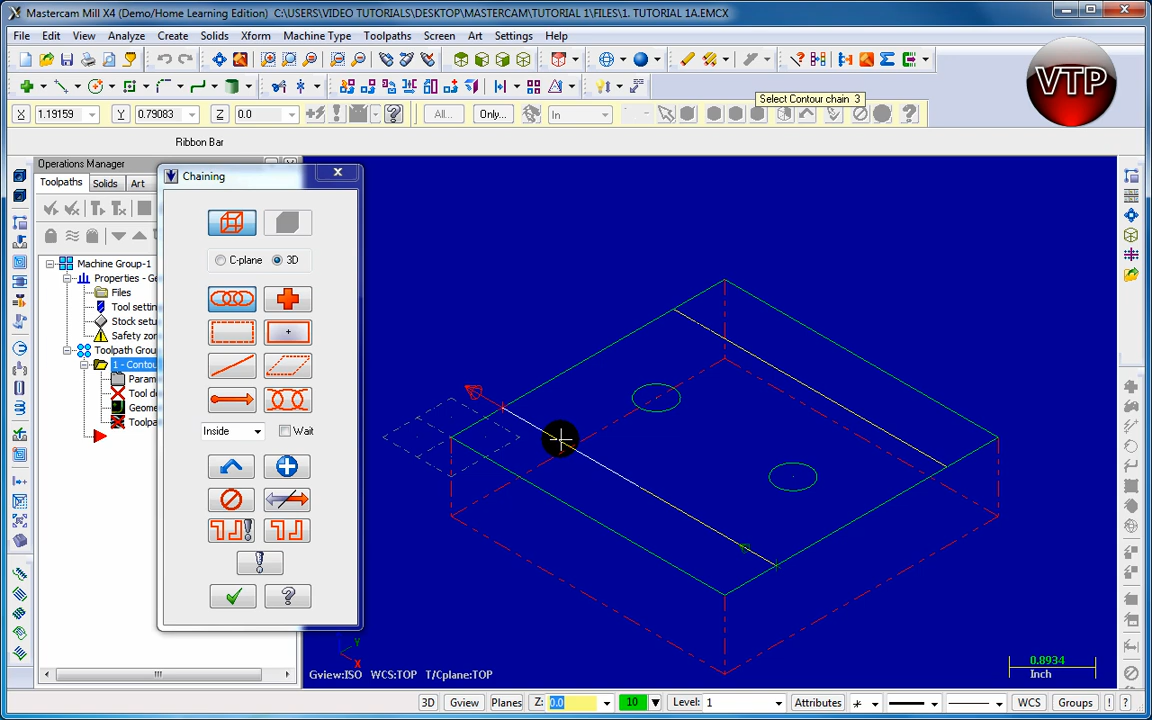 Mastercam Mill X4 (Demo/Home Learning Edition) C:\USERS\VIDEO TUTORIALS\DESKTOP\MASTERCAM\TUTORIAL 1\FILES\1. TUTORIAL 1A.EMCX
File Edit View Analyze Create Solids Xform Machine Type Toolpaths Screen Art Settings Help
Select Contour chain 3
VTP
X 1.19159 Y 0.79083 Z 0.0 All... Only... In
Ribbon Bar
Operations Manager
Toolpaths Solids Art
Chaining
Machine Group-1
Properties - Ge
Files
Tool settin
Stock setu
Safety zon
Toolpath Grou
1 - Contou
Param
Tool de
Geome
Toolpa
C-plane 3D
Inside Wait
Y
X
Gview:ISO WCS:TOP T/Cplane:TOP
0.8934
Inch
3D Gview Planes Z: 0.0 10 Level: 1 Attributes WCS Groups ?